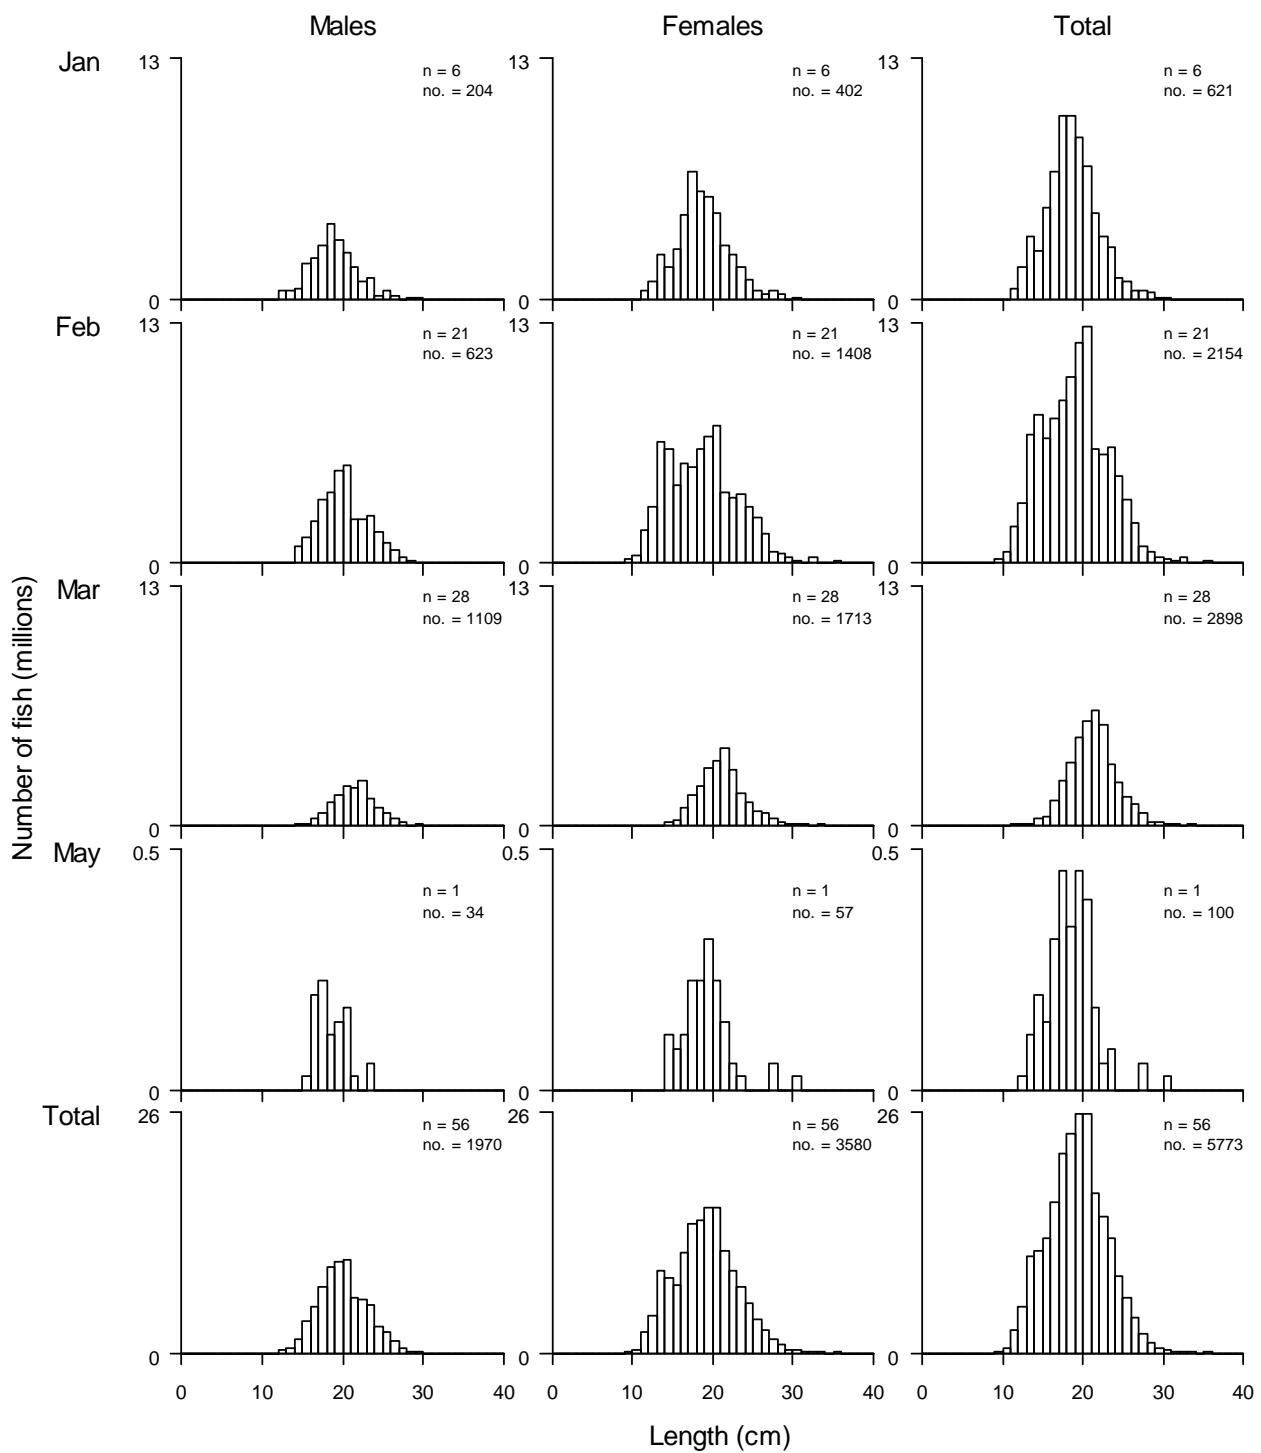 Males Females Total
Jan 13 13 13
n = 6 n = 6 n = 6
no. = 204 no. = 402 no. = 621
0 0 0
Feb 13 13 13
n = 21 n = 21 n = 21
no. = 623 no. = 1408 no. = 2154
0 0 0
Mar 13 13 13
n = 28 n = 28 n = 28
no. = 1109 no. = 1713 no. = 2898
0 0 0
Number of fish (millions)
May 0.5 0.5 0.5
n = 1 n = 1 n = 1
no. = 34 no. = 57 no. = 100
0 0 0
Total 26 26 26
n = 56 n = 56 n = 56
no. = 1970 no. = 3580 no. = 5773
0 0 0
0 10 20 30 40 0 10 20 30 40 0 10 20 30 40
Length (cm)